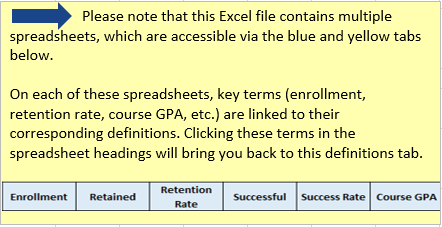 Please note that this Excel file contains multiple
spreadsheets, which are accessible via the blue and yellow tabs
below.
On each of these spreadsheets, key terms (enrollment,
retention rate, course GPA, etc.) are linked to their
corresponding definitions. Clicking these terms in the
spreadsheet headings will bring you back to this definitions tab.
Enrollment Retained Retention Rate Successful Success Rate Course GPA